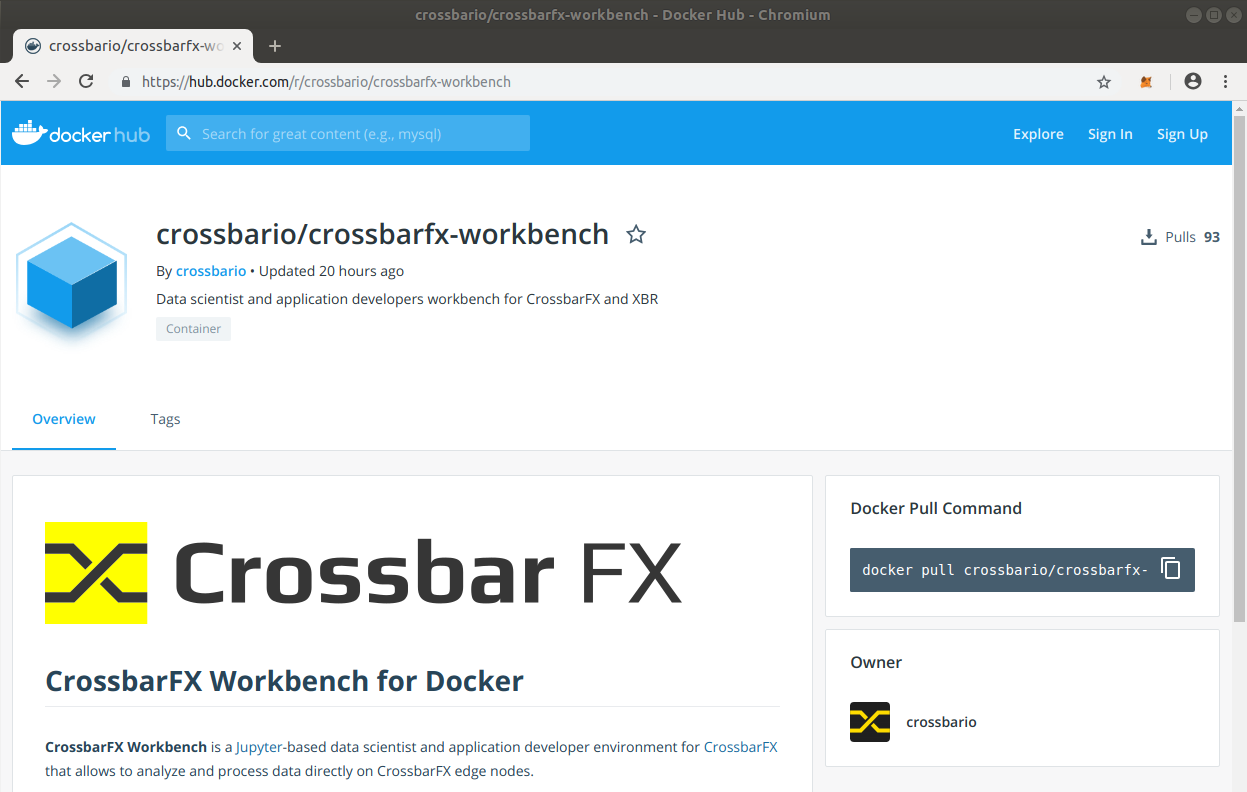 crossbario/crossbarfx-workbench - Docker Hub - Chromium
crossbario/crossbarfx-wo
https://hub.docker.com/r/crossbario/crossbarfx-workbench
docker hub
Search for great content (e.g., mysql)
Explore
Sign In
Sign Up
crossbario/crossbarfx-workbench
Pulls 93
By crossbario • Updated 20 hours ago
Data scientist and application developers workbench for CrossbarFX and XBR
Container
Overview
Tags
Crossbar FX
CrossbarFX Workbench for Docker
CrossbarFX Workbench is a Jupyter-based data scientist and application developer environment for CrossbarFX
that allows to analyze and process data directly on CrossbarFX edge nodes.
Docker Pull Command
docker pull crossbario/crossbarfx-
Owner
crossbario